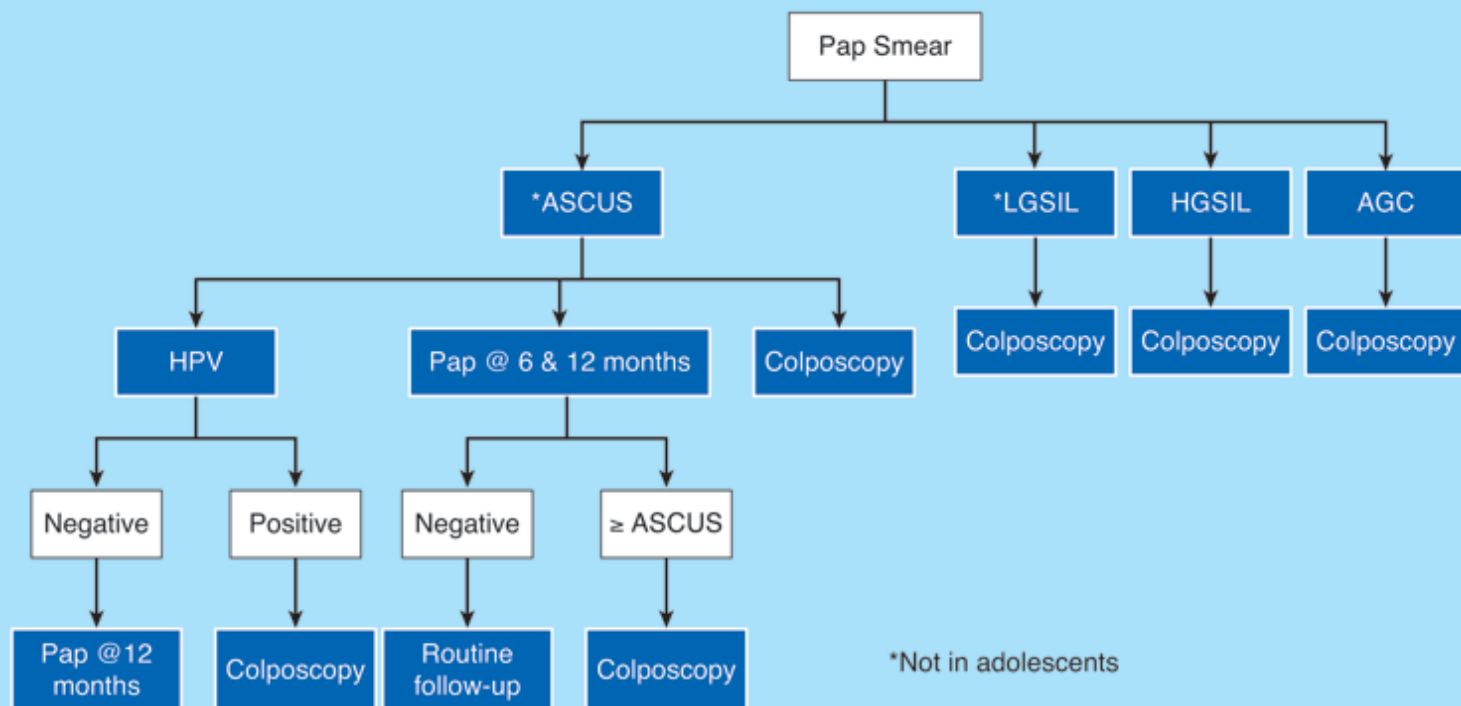 Pap Smear
*ASCUS
*LGSIL
HGSIL
AGC
HPV
Pap @ 6 & 12 months
Colposcopy
Colposcopy
Colposcopy
Colposcopy
Negative
Positive
Negative
≥ ASCUS
Pap @12
months
Colposcopy
Routine
follow-up
Colposcopy
*Not in adolescents